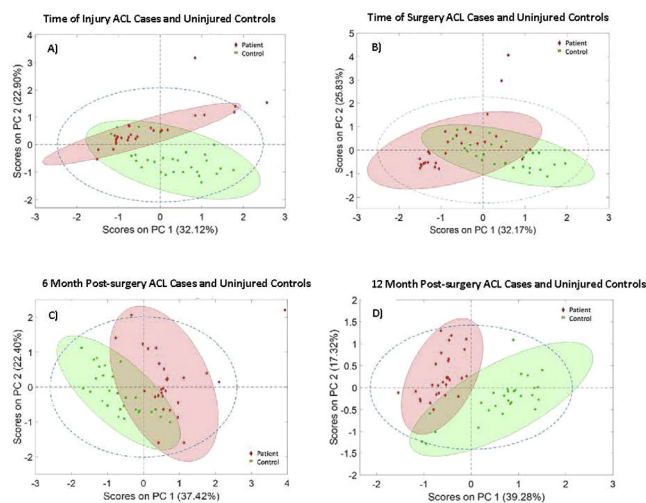 Time of Injury ACL Cases and Uninjured Controls
A)
Patient
Control
Scores on PC 2 (22.90%)
4
3
2
1
0
-1
-2
-3
-2
-1
0
1
2
3
Scores on PC 1 (32.12%)
Time of Surgery ACL Cases and Uninjured Controls
B)
Patient
Control
Scores on PC 2 (25.83%)
5
4
3
2
1
0
-1
-2
-3
-2
-1
0
1
2
3
Scores on PC 1 (32.17%)
6 Month Post-surgery ACL Cases and Uninjured Controls
C)
Patient
Control
Scores on PC 2 (22.40%)
2
1
0
-1
-2
-3
-2
-1
0
1
2
3
4
Scores on PC 1 (37.42%)
12 Month Post-surgery ACL Cases and Uninjured Controls
D)
Patient
Control
Scores on PC 2 (17.32%)
2
1.5
1
0.5
0
-0.5
-1
-1.5
-2
-2
-1
0
1
2
3
Scores on PC 1 (39.28%)